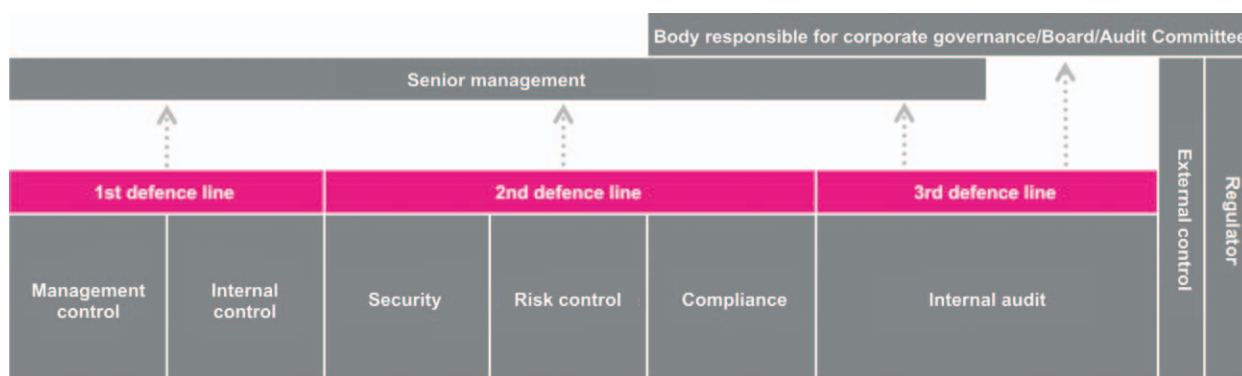 Body responsible for corporate governance/Board/Audit Committee
Senior management
1st defence line
2nd defence line
3rd defence line
Management
control
Internal
control
Security
Risk control
Compliance
Internal audit
External control
Regulator